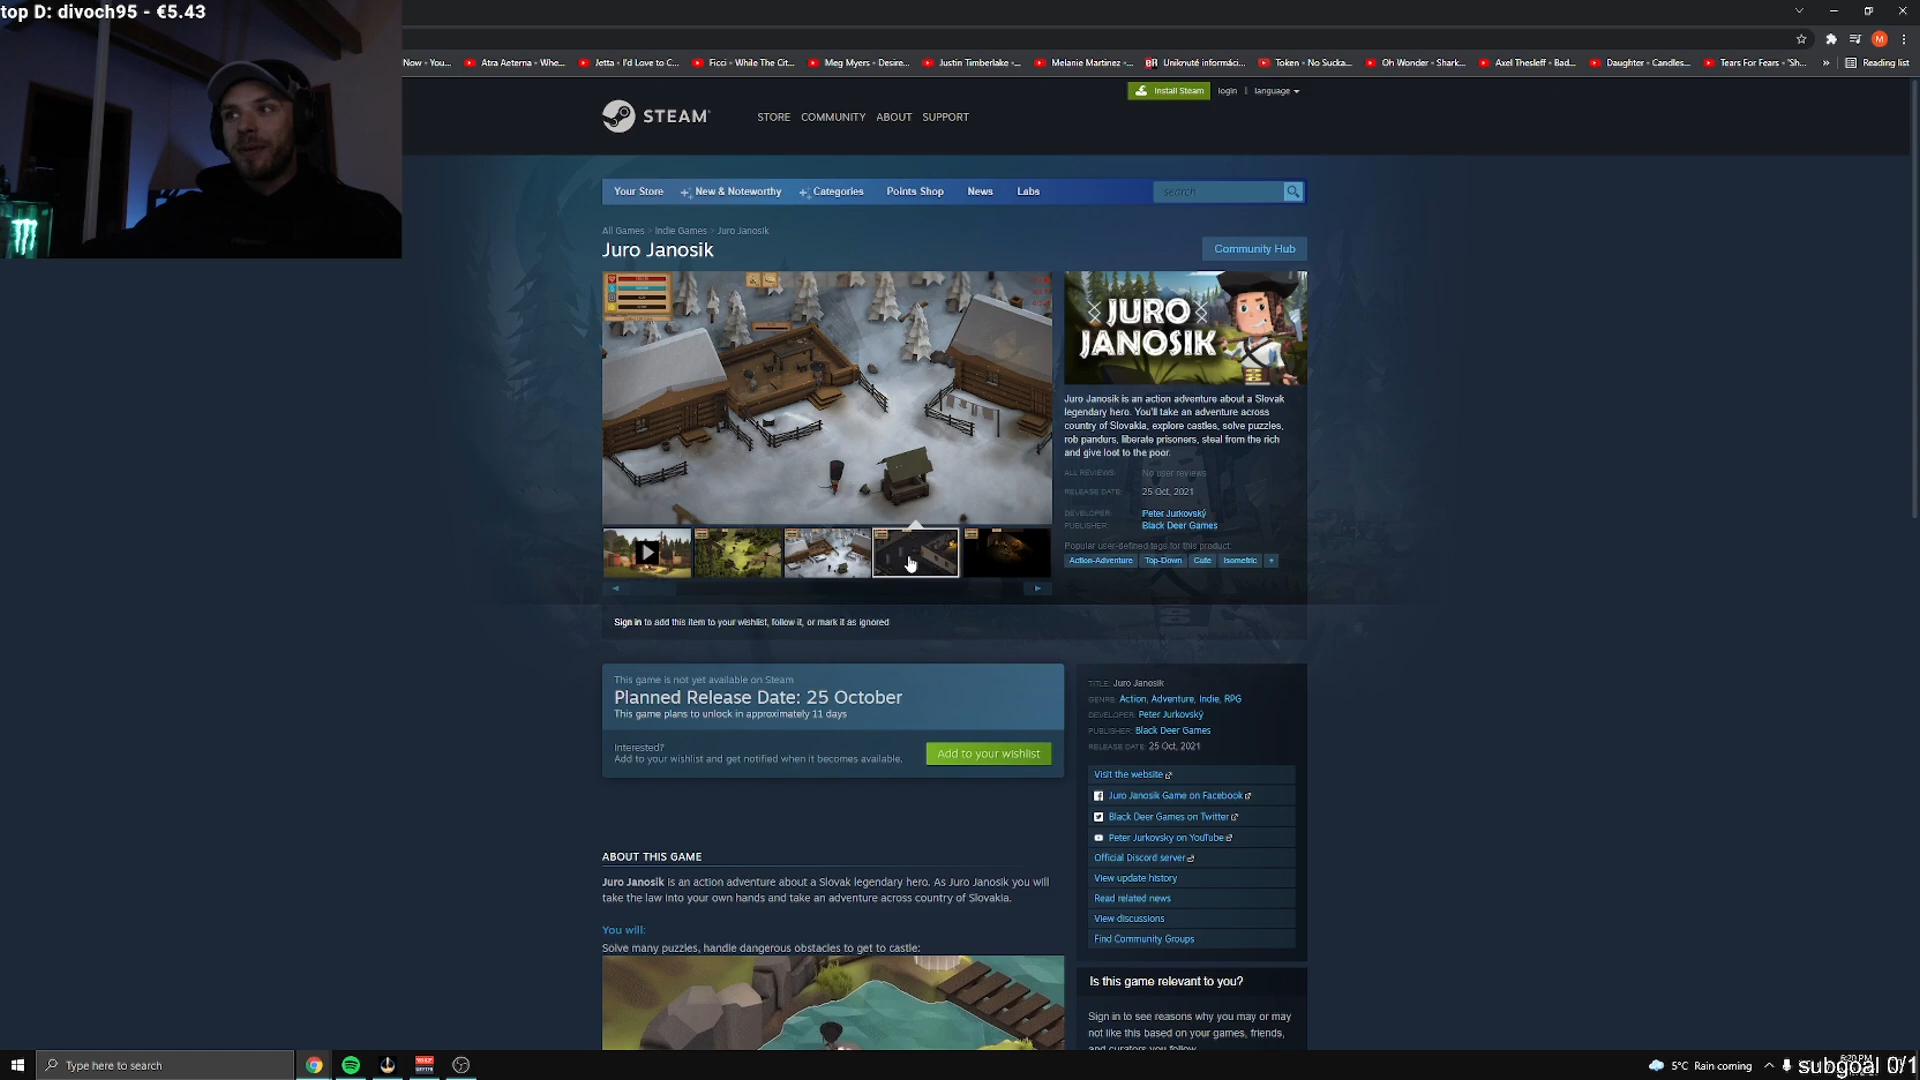 top D: divoch95 - €5.43
Now - You...
Atra Aeterna - Whe...
Jetta - I'd Love to C...
Ficci - While The Cit...
Meg Myers - Desire...
Justin Timberlake -...
Melanie Martinez -...
Uniknuté informáci...
Token - No Sucka...
Oh Wonder - Shark...
Axel Thesleff - Bad...
Daughter - Candles...
Tears For Fears - "Sh...
»
Reading list
Install Steam
login | language
STEAM
STORE COMMUNITY ABOUT SUPPORT
Your Store New & Noteworthy Categories Points Shop News Labs
search
All Games > Indie Games > Juro Janosik
Juro Janosik
Community Hub
JURO
JANOSIK
Juro Janosik is an action adventure about a Slovak
legendary hero. You'll take an adventure across
country of Slovakia, explore castles, solve puzzles,
rob pandurs, liberate prisoners, steal from the rich
and give loot to the poor.
ALL REVIEWS: No user reviews
RELEASE DATE: 25 Oct, 2021
DEVELOPER: Peter Jurkovský
PUBLISHER: Black Deer Games
Popular user-defined tags for this product:
Action-Adventure Top-Down Cute Isometric +
Sign in to add this item to your wishlist, follow it, or mark it as ignored
This game is not yet available on Steam
Planned Release Date: 25 October
This game plans to unlock in approximately 11 days
Interested?
Add to your wishlist and get notified when it becomes available.
Add to your wishlist
TITLE: Juro Janosik
GENRE: Action, Adventure, Indie, RPG
DEVELOPER: Peter Jurkovský
PUBLISHER: Black Deer Games
RELEASE DATE: 25 Oct, 2021
Visit the website
Juro Janosik Game on Facebook
Black Deer Games on Twitter
Peter Jurkovsky on YouTube
Official Discord server
View update history
Read related news
View discussions
Find Community Groups
ABOUT THIS GAME
Juro Janosik is an action adventure about a Slovak legendary hero. As Juro Janosik you will
take the law into your own hands and take an adventure across country of Slovakia.
You will:
Solve many puzzles, handle dangerous obstacles to get to castle:
Is this game relevant to you?
Sign in to see reasons why you may or may
not like this based on your games, friends,
and curators you follow.
Type here to search
5°C Rain coming
subgoal 0/1